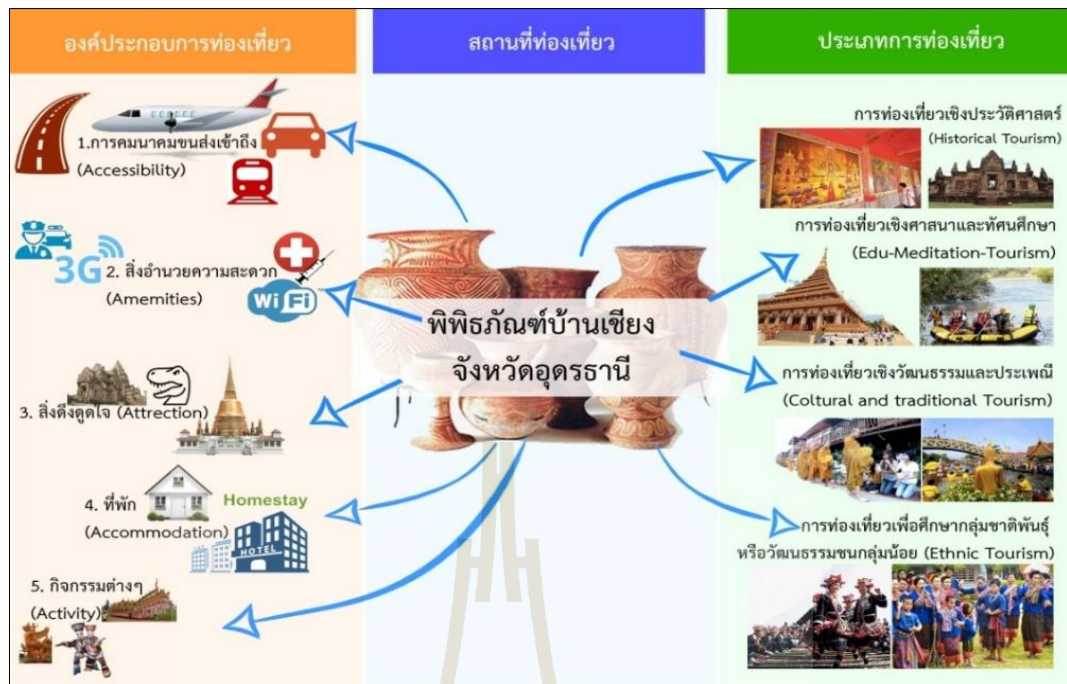 องค์ประกอบการท่องเที่ยว
สถานที่ท่องเที่ยว
ประเภทการท่องเที่ยว
1.การคมนาคมขนส่งเข้าถึง
(Accessibility)
3G
2. สิ่งอำนวยความสะดวก
(Amemities)
WiFi
3. สิ่งดึงดูดใจ (Attrection)
4. ที่พัก
(Accommodation)
Homestay
HOTEL
5. กิจกรรมต่างๆ
(Activity)
พิพิธภัณฑ์บ้านเชียง
จังหวัดอุดรธานี
การท่องเที่ยวเชิงประวัติศาสตร์
(Historical Tourism)
การท่องเที่ยวเชิงศาสนาและทัศนศึกษา
(Edu-Meditation-Tourism)
การท่องเที่ยวเชิงวัฒนธรรมและประเพณี
(Coltural and traditional Tourism)
การท่องเที่ยวเพื่อศึกษากลุ่มชาติพันธุ์
หรือวัฒนธรรมชนกลุ่มน้อย (Ethnic Tourism)